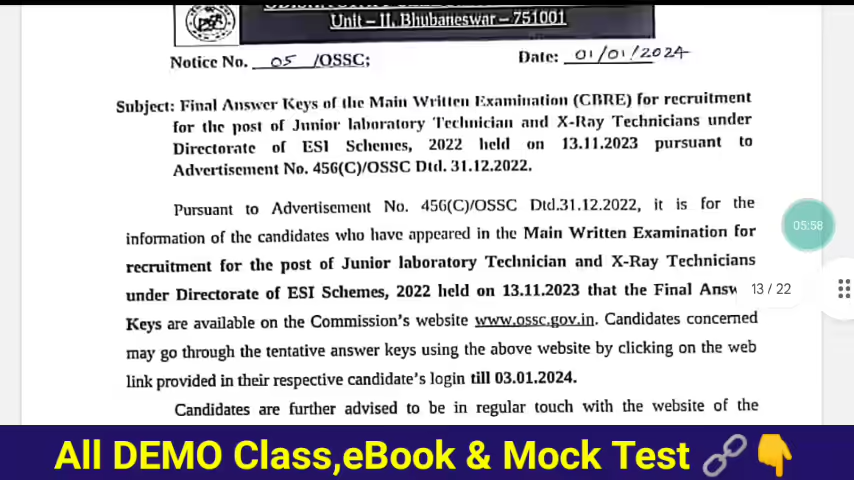 Unit – II, Bhubaneswar – 751001
Notice No. 05 /OSSC; Date: 01/01/2024
Subject: Final Answer Keys of the Main Written Examination (CBRE) for recruitment
for the post of Junior laboratory Technician and X-Ray Technicians under
Directorate of ESI Schemes, 2022 held on 13.11.2023 pursuant to
Advertisement No. 456(C)/OSSC Dtd. 31.12.2022.
Pursuant to Advertisement No. 456(C)/OSSC Dtd.31.12.2022, it is for the
information of the candidates who have appeared in the Main Written Examination for
recruitment for the post of Junior laboratory Technician and X-Ray Technicians
under Directorate of ESI Schemes, 2022 held on 13.11.2023 that the Final Answ
Keys are available on the Commission's website www.ossc.gov.in. Candidates concerned
may go through the tentative answer keys using the above website by clicking on the web
link provided in their respective candidate's login till 03.01.2024.
Candidates are further advised to be in regular touch with the website of the
05:58
13 / 22
All DEMO Class,eBook & Mock Test